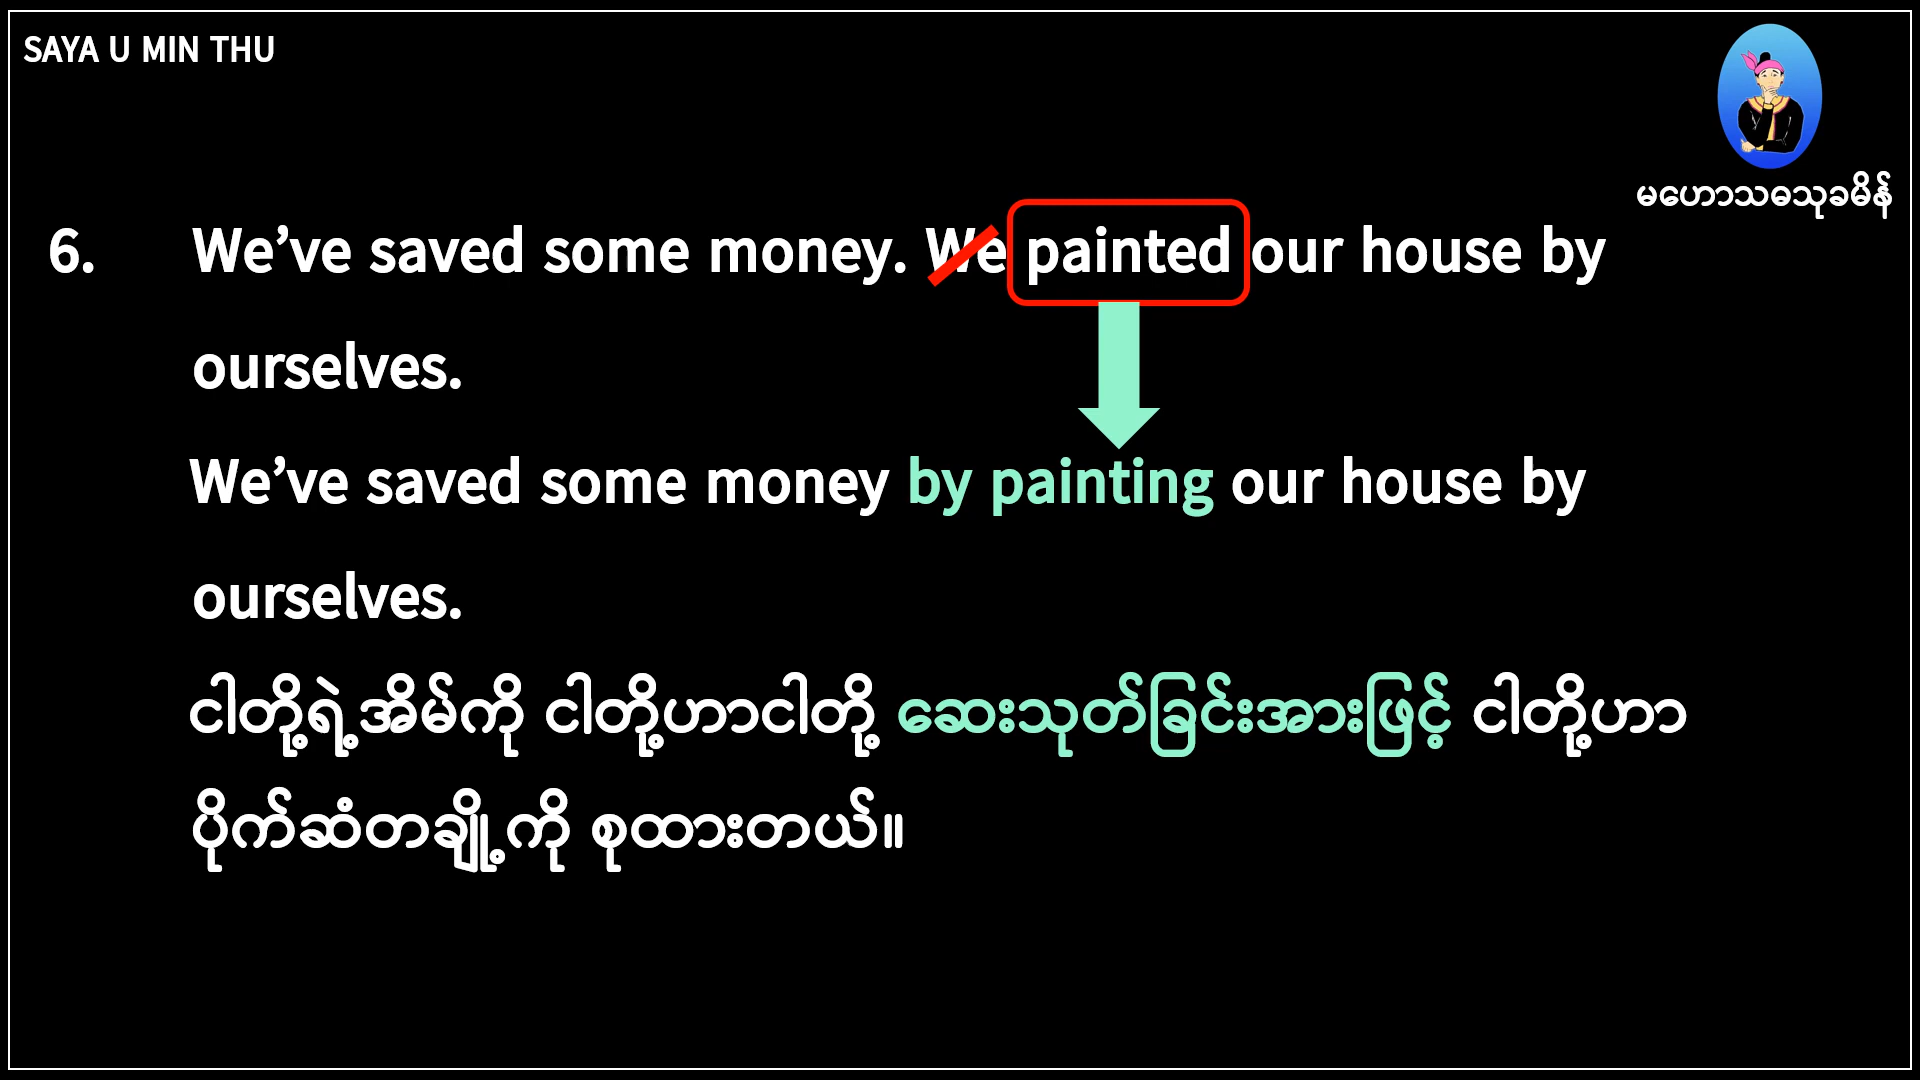 SAYA U MIN THU
မဟောသဓသုခမိန်
6. We’ve saved some money. We painted our house by
ourselves.
We’ve saved some money by painting our house by
ourselves.
ငါတို့ရဲ့အိမ်ကို ငါတို့ဟာငါတို့ ဆေးသုတ်ခြင်းအားဖြင့် ငါတို့ဟာ
ပိုက်ဆံတချို့ကို စုထားတယ်။